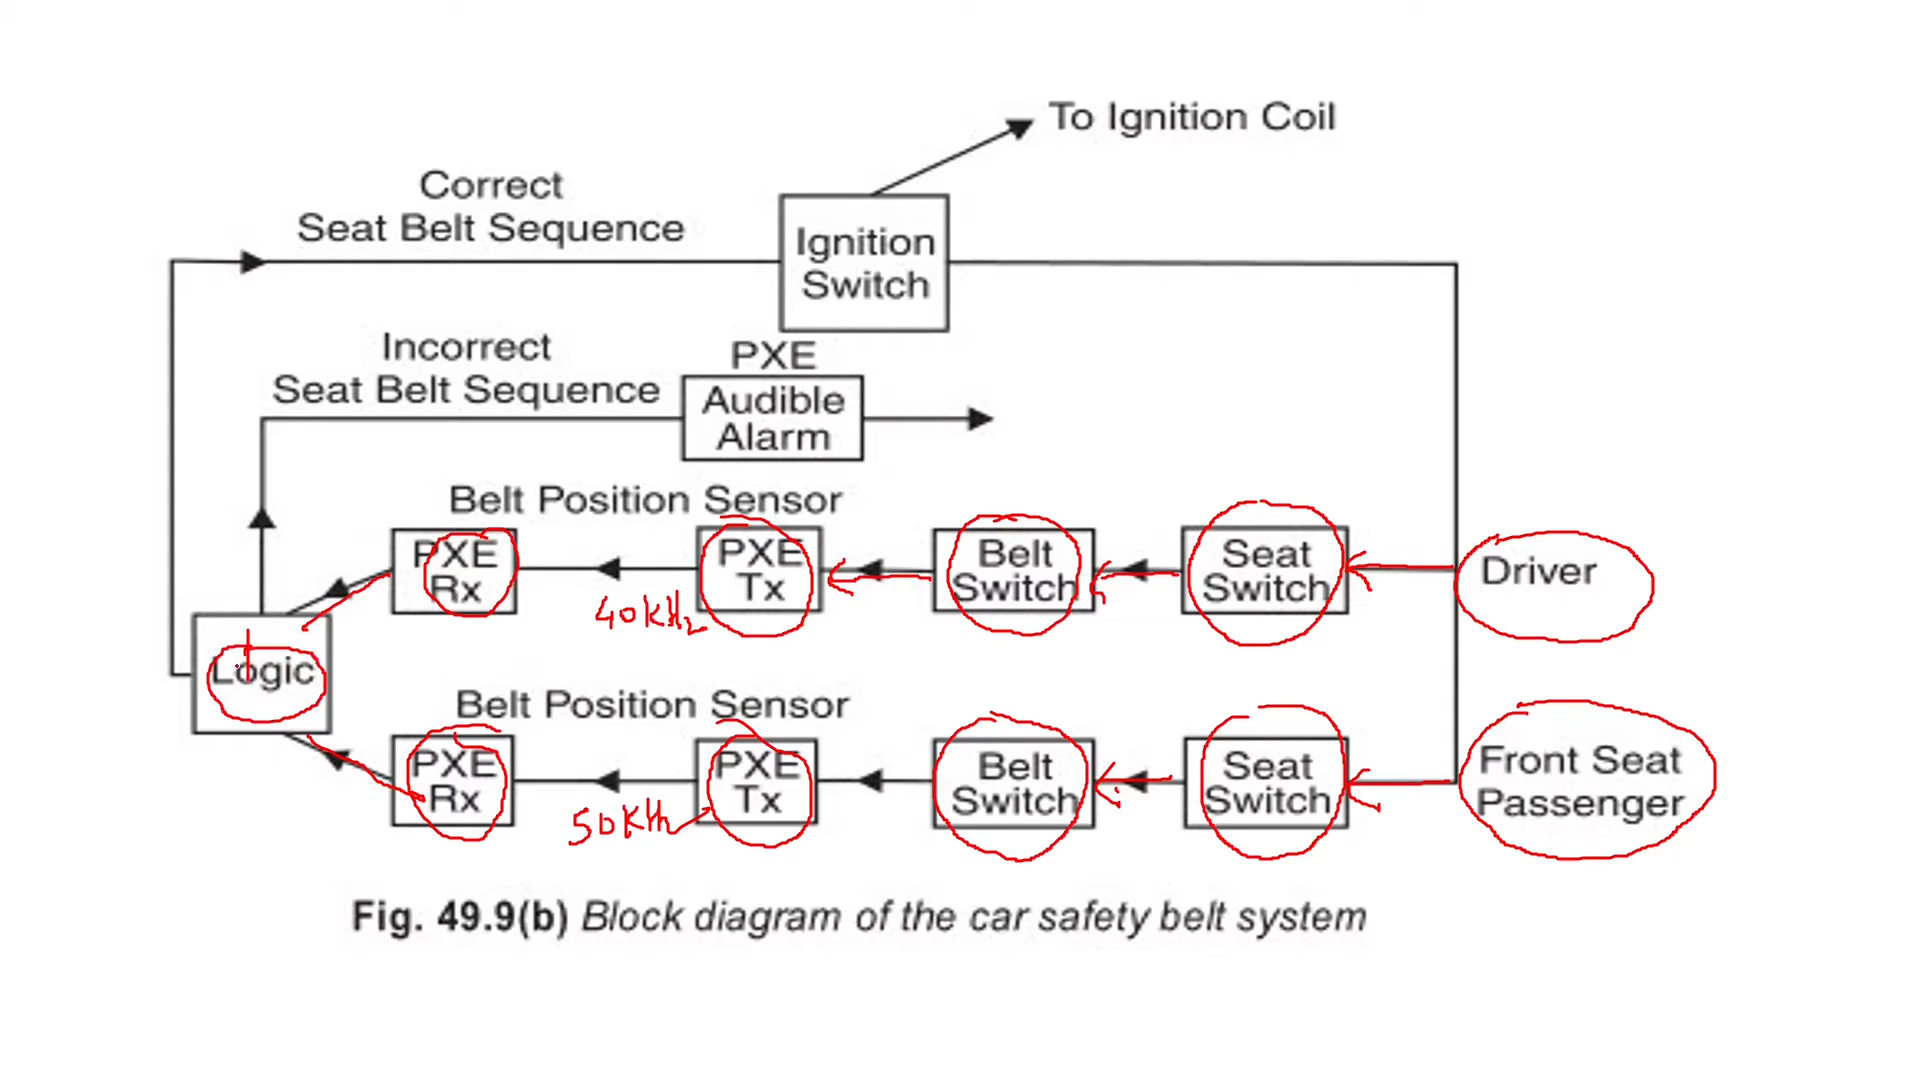 To Ignition Coil
Correct
Seat Belt Sequence
Ignition
Switch
Incorrect
Seat Belt Sequence
PXE
Audible
Alarm
Belt Position Sensor
PXE
Rx
PXE
Tx
Belt
Switch
Seat
Switch
Driver
40KHz
Logic
Belt Position Sensor
PXE
Rx
PXE
Tx
Belt
Switch
Seat
Switch
Front Seat
Passenger
50KHz
Fig. 49.9(b) Block diagram of the car safety belt system